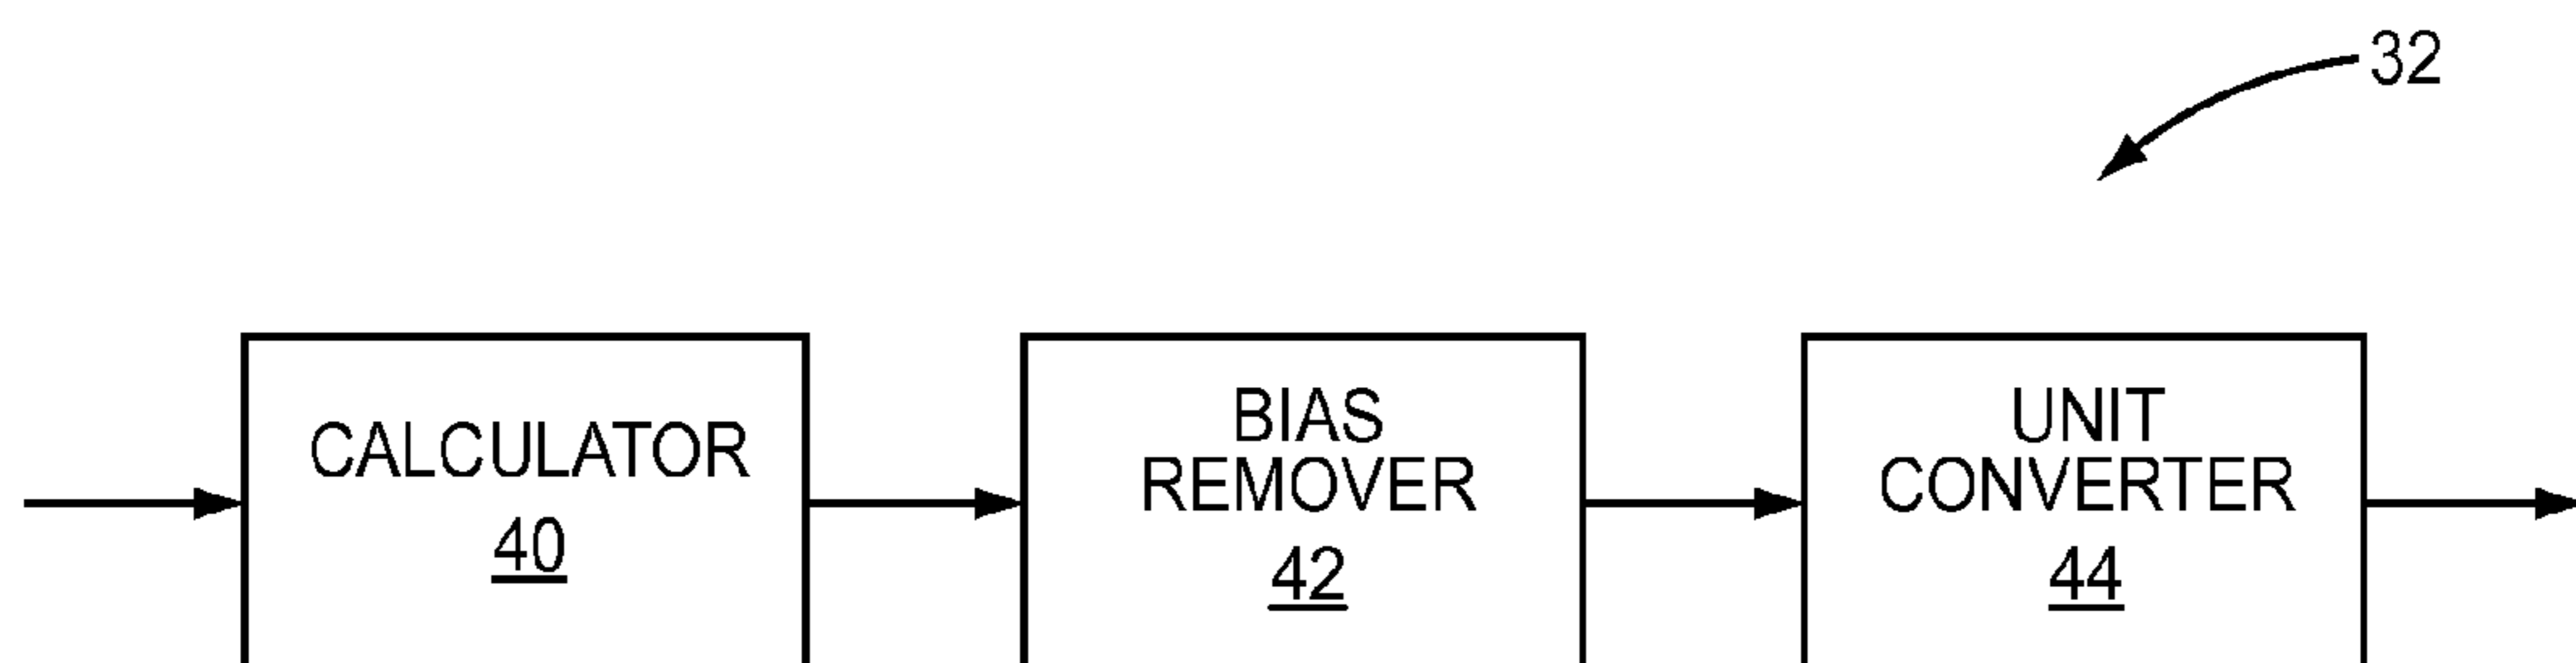 32
CALCULATOR
40
BIAS
REMOVER
42
UNIT
CONVERTER
44